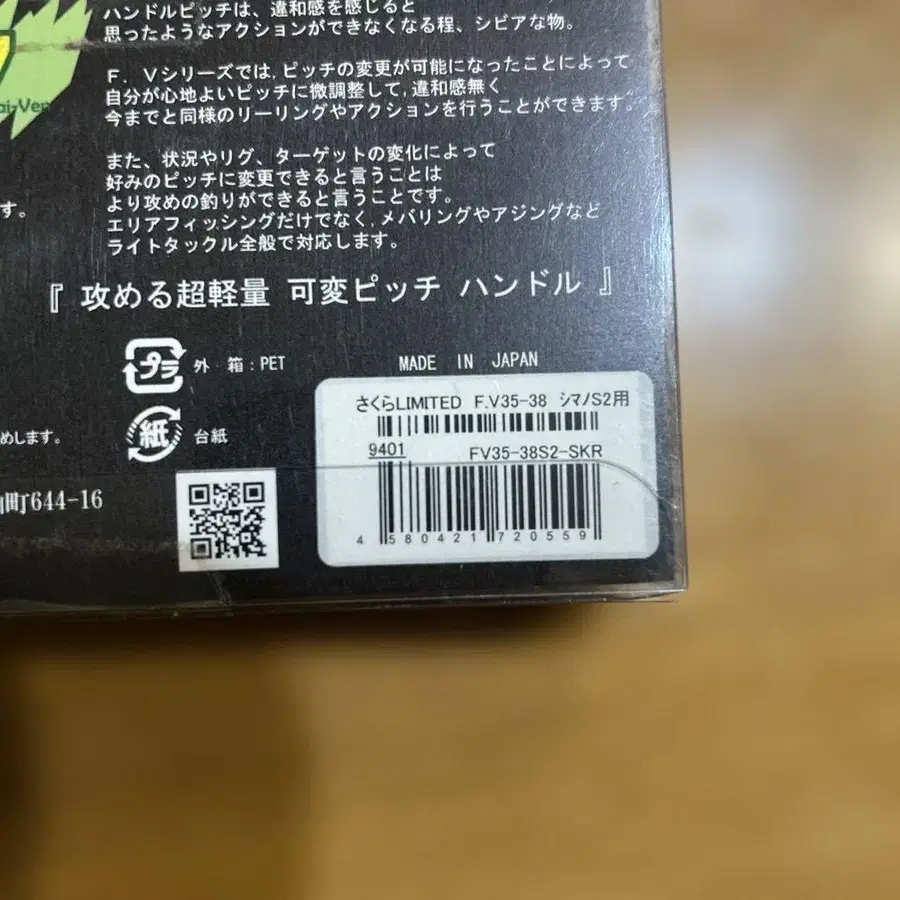 ハンドルピッチは、違和感を感じると
思ったようなアクションができなくなる程、シビアな物。
F．Vシリーズでは,ピッチの変更が可能になったことによって
自分が心地よいピッチに微調整して,違和感無く
今までと同様のリーリングやアクションを行うことができます。
また、状況やリグ、ターゲットの変化によって
好みのピッチに変更できると言うことは
より攻めの釣りができると言うことです。
エリアフィッシングだけでなく,メバリングやアジングなど
ライトタックル全般で対応します。
す。
『 攻める超軽量 可変ピッチ ハンドル 』
プラ 外 箱：PET
MADE IN JAPAN
紙 台紙
めします。
町644-16
さくらLIMITED F.V35-38 シマノS2用
9401
FV35-38S2-SKR
4 580421 720559